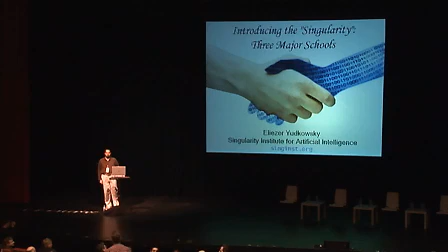 Introducing the "Singularity":
Three Major Schools
Eliezer Yudkowsky
Singularity Institute for Artificial Intelligence
singinst.org